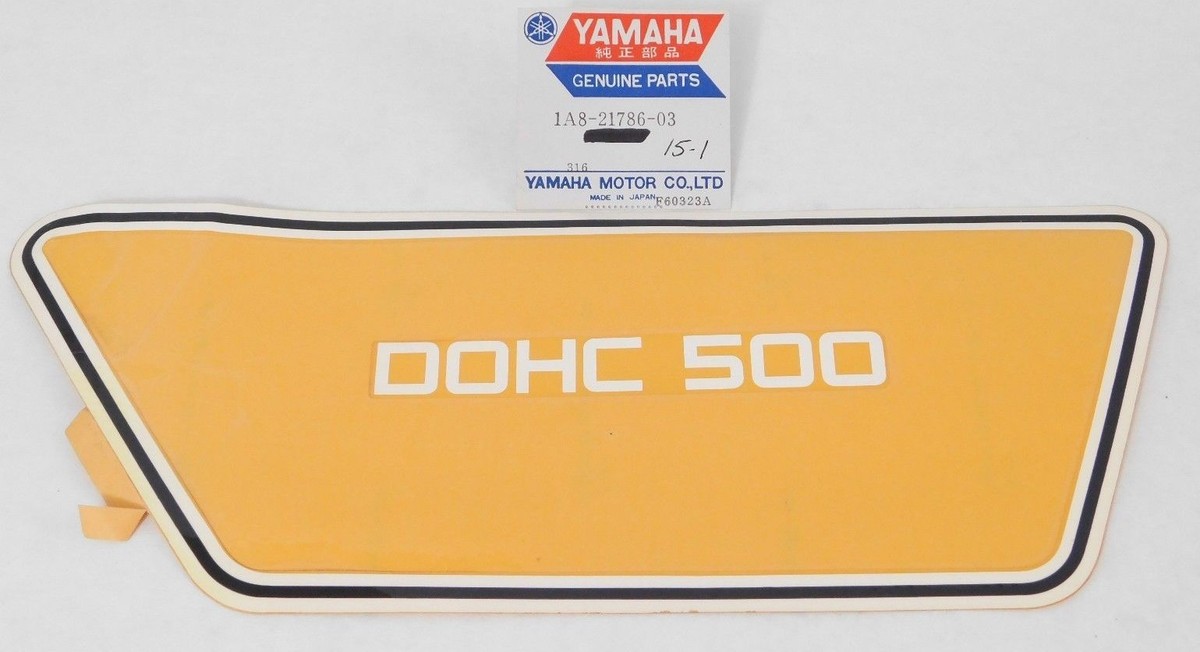 YAMAHA
純正部品
GENUINE PARTS
1A8-21786-03
15-1
316
YAMAHA MOTOR CO.,LTD
MADE IN JAPAN
F60323A
DOHC 500